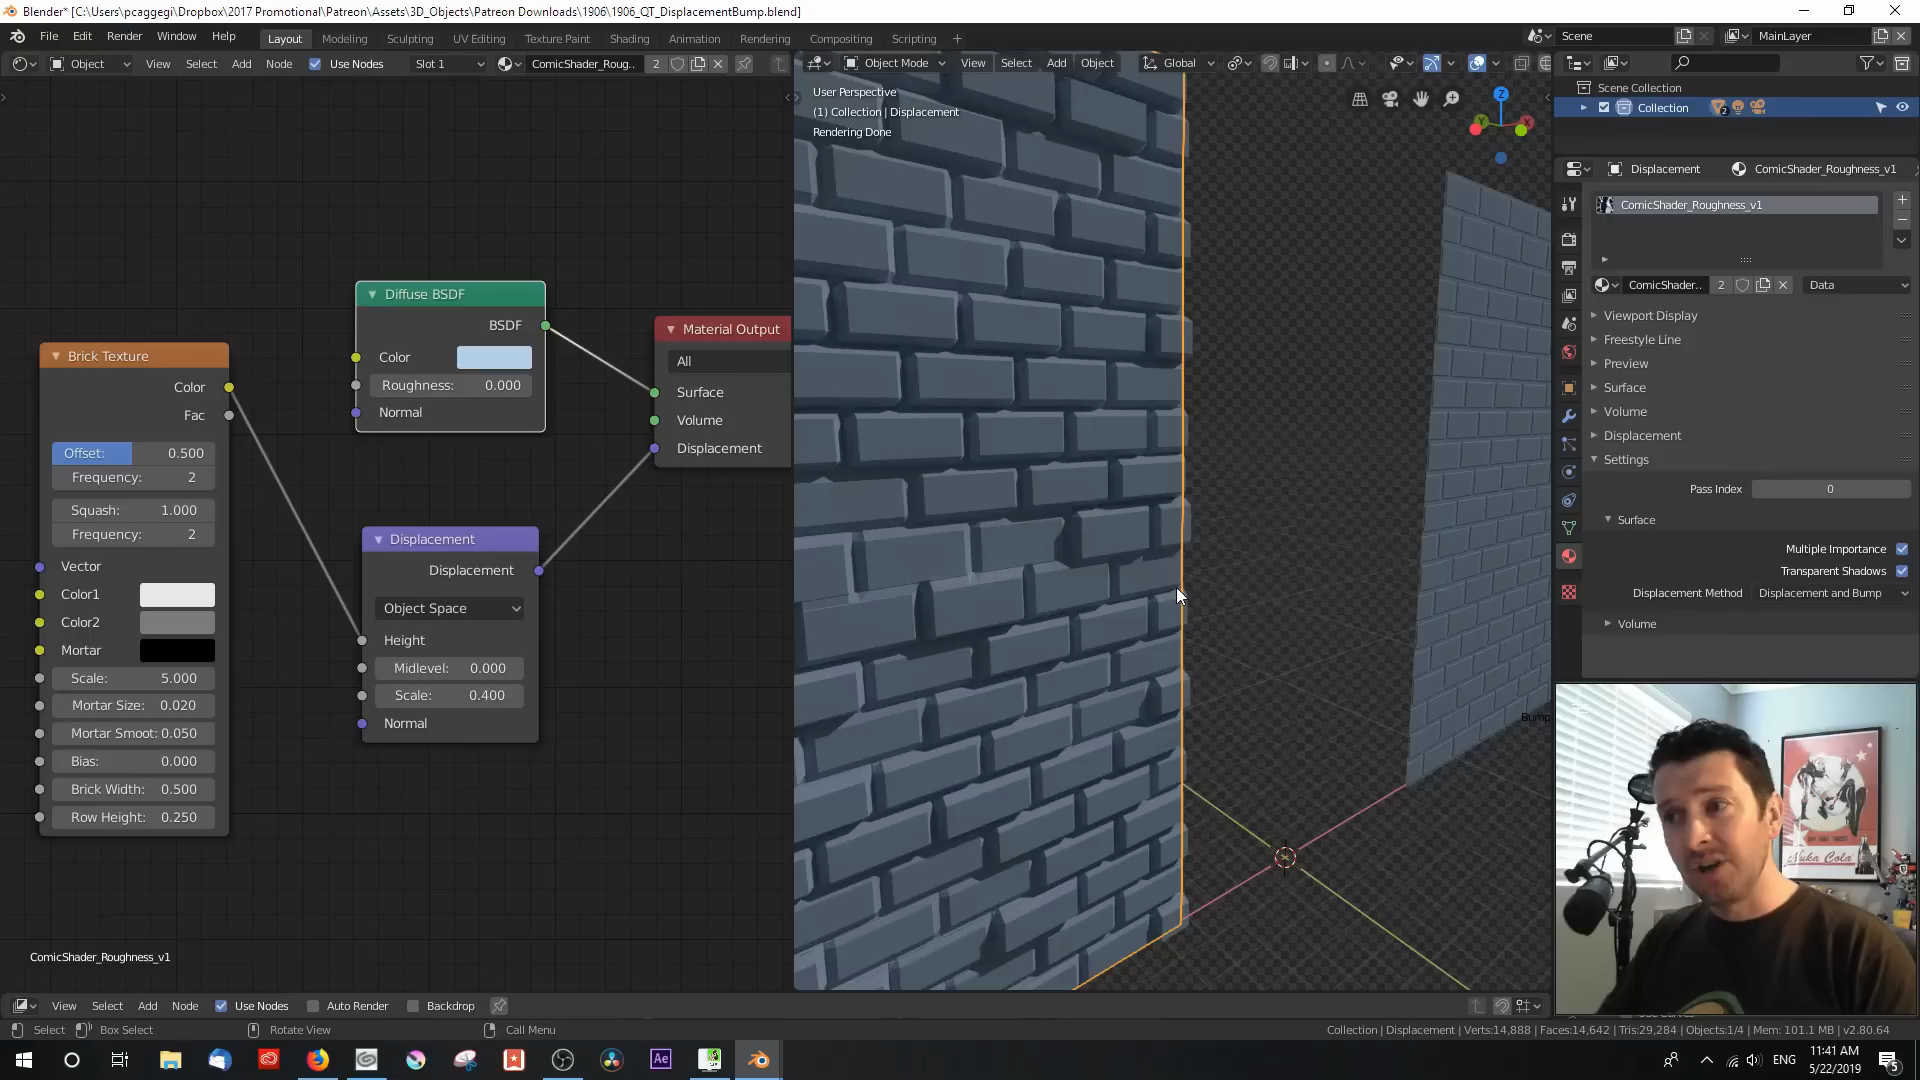 Blender* [C:\Users\pcaggegi\Dropbox\2017 Promotional\Patreon\Assets\3D_Objects\Patreon Downloads\1906\1906_QT_DisplacementBump.blend]
File Edit Render Window Help Layout Modeling Sculpting UV Editing Texture Paint Shading Animation Rendering Compositing Scripting + Scene MainLayer
Object View Select Add Node Use Nodes Slot 1 ComicShader_Roug.. 2
Object Mode View Select Add Object Global
User Perspective
(1) Collection | Displacement
Rendering Done
Z
Y
X
Scene Collection
Collection
2
Displacement ComicShader_Roughness_v1
ComicShader_Roughness_v1
ComicShader.. 2 Data
Viewport Display
Freestyle Line
Preview
Surface
Volume
Displacement
Settings
Pass Index 0
Surface
Multiple Importance
Transparent Shadows
Displacement Method Displacement and Bump
Volume
Brick Texture
Color
Fac
Offset: 0.500
Frequency: 2
Squash: 1.000
Frequency: 2
Vector
Color1
Color2
Mortar
Scale: 5.000
Mortar Size: 0.020
Mortar Smoot: 0.050
Bias: 0.000
Brick Width: 0.500
Row Height: 0.250
Diffuse BSDF
BSDF
Color
Roughness: 0.000
Normal
Displacement
Displacement
Object Space
Height
Midlevel: 0.000
Scale: 0.400
Normal
Material Output
All
Surface
Volume
Displacement
Bump
Nuka Cola
ComicShader_Roughness_v1
View Select Add Node Use Nodes Auto Render Backdrop
Select Box Select Rotate View Call Menu
Collection | Displacement | Verts:14,888 | Faces:14,642 | Tris:29,284 | Objects:1/4 | Mem: 101.1 MB | v2.80.64
Ae
ENG
11:41 AM
5/22/2019
5